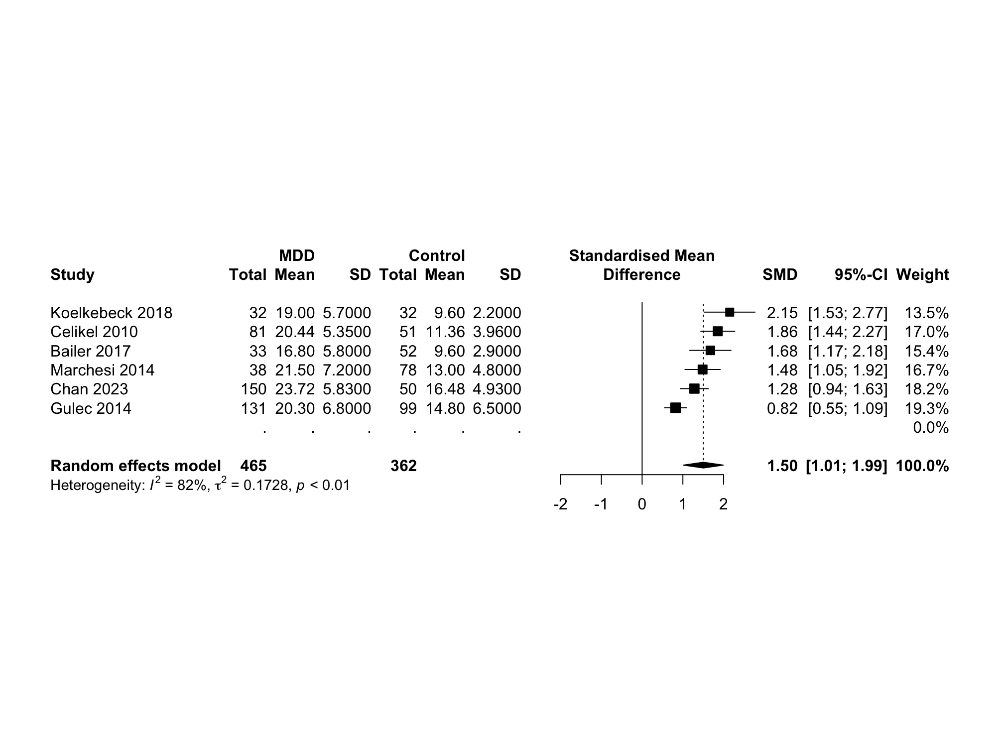 MDD Control Standardised Mean
Study Total Mean SD Total Mean SD Difference SMD 95%-CI Weight
Koelkebeck 2018 32 19.00 5.7000 32 9.60 2.2000 2.15 [1.53; 2.77] 13.5%
Celikel 2010 81 20.44 5.3500 51 11.36 3.9600 1.86 [1.44; 2.27] 17.0%
Bailer 2017 33 16.80 5.8000 52 9.60 2.9000 1.68 [1.17; 2.18] 15.4%
Marchesi 2014 38 21.50 7.2000 78 13.00 4.8000 1.48 [1.05; 1.92] 16.7%
Chan 2023 150 23.72 5.8300 50 16.48 4.9300 1.28 [0.94; 1.63] 18.2%
Gulec 2014 131 20.30 6.8000 99 14.80 6.5000 0.82 [0.55; 1.09] 19.3%
. . . . . . 0.0%
Random effects model 465 362 1.50 [1.01; 1.99] 100.0%
Heterogeneity: I² = 82%, τ² = 0.1728, p < 0.01
-2 -1 0 1 2